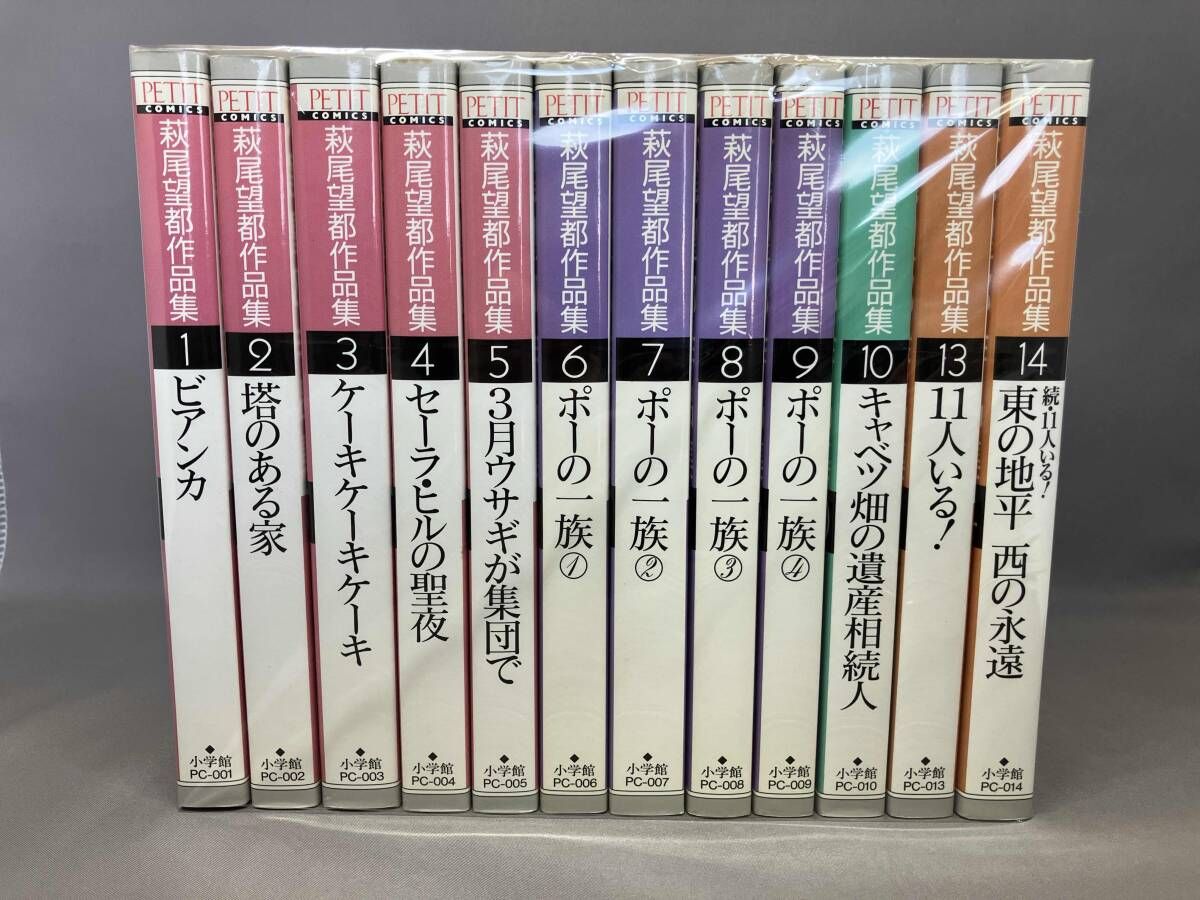 PETIT
COMICS
萩尾望都作品集
1
ビアンカ
小学館
PC-001
PETIT
COMICS
萩尾望都作品集
2
塔のある家
小学館
PC-002
PETIT
COMICS
萩尾望都作品集
3
ケーキケーキケーキ
小学館
PC-003
PETIT
COMICS
萩尾望都作品集
4
セーラ・ヒルの聖夜
小学館
PC-004
PETIT
COMICS
萩尾望都作品集
5
3月ウサギが集団で
小学館
PC-005
PETIT
COMICS
萩尾望都作品集
6
ポーの一族①
小学館
PC-006
PETIT
COMICS
萩尾望都作品集
7
ポーの一族②
小学館
PC-007
PETIT
COMICS
萩尾望都作品集
8
ポーの一族③
小学館
PC-008
PETIT
COMICS
萩尾望都作品集
9
ポーの一族④
小学館
PC-009
PETIT
COMICS
萩尾望都作品集
10
キャベツ畑の遺産相続人
小学館
PC-010
PETIT
COMICS
萩尾望都作品集
13
11人いる!
小学館
PC-013
PETIT
COMICS
萩尾望都作品集
14
続・11人いる!
東の地平 西の永遠
小学館
PC-014